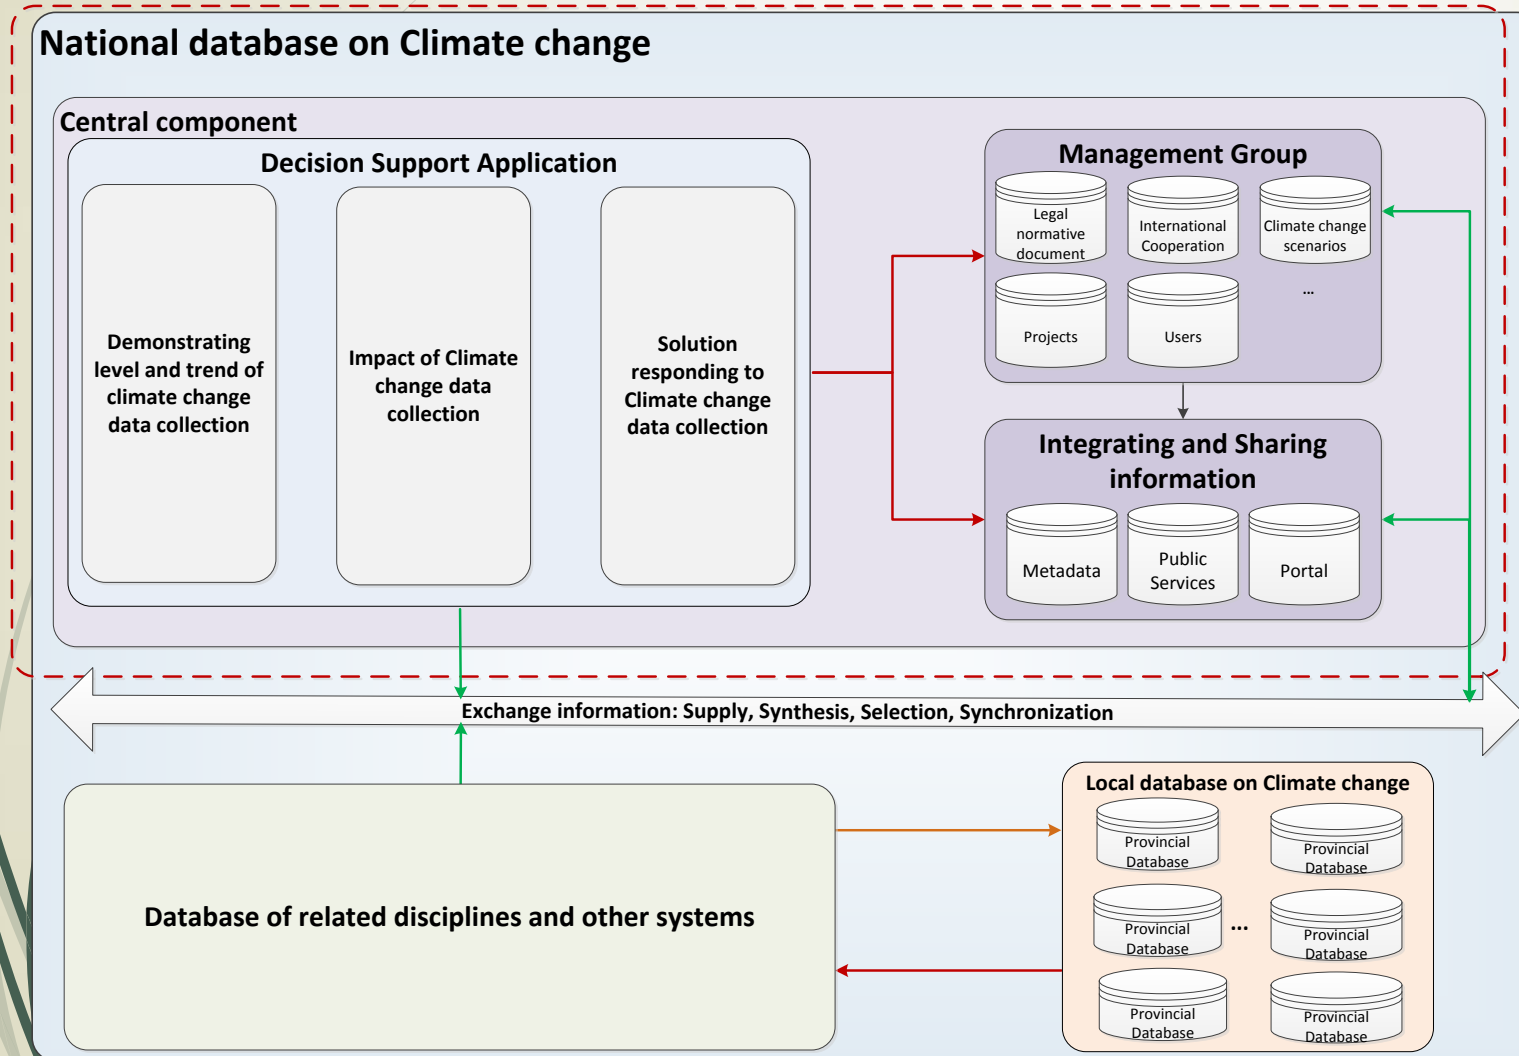 National database on Climate change
Central component
Decision Support Application
Demonstrating
level and trend of
climate change
data collection
Impact of Climate
change data
collection
Solution
responding to
Climate change
data collection
Management Group
Legal
normative
document
International
Cooperation
Climate change
scenarios
Projects
Users
...
Integrating and Sharing
information
Metadata
Public
Services
Portal
Exchange information: Supply, Synthesis, Selection, Synchronization
Database of related disciplines and other systems
Local database on Climate change
Provincial
Database
Provincial
Database
Provincial
Database
...
Provincial
Database
Provincial
Database
Provincial
Database